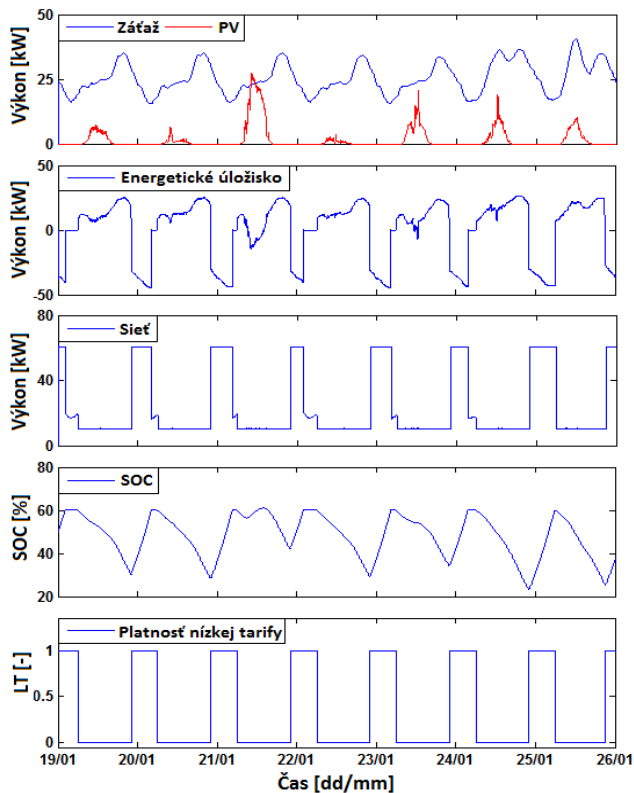 50
25
0
Výkon [kW]
Záťaž PV
50
0
-50
Výkon [kW]
Energetické úložisko
80
40
0
Výkon [kW]
Sieť
80
60
40
20
SOC [%]
SOC
1
0.5
0
LT [-]
Platnosť nízkej tarify
19/01 20/01 21/01 22/01 23/01 24/01 25/01 26/01
Čas [dd/mm]